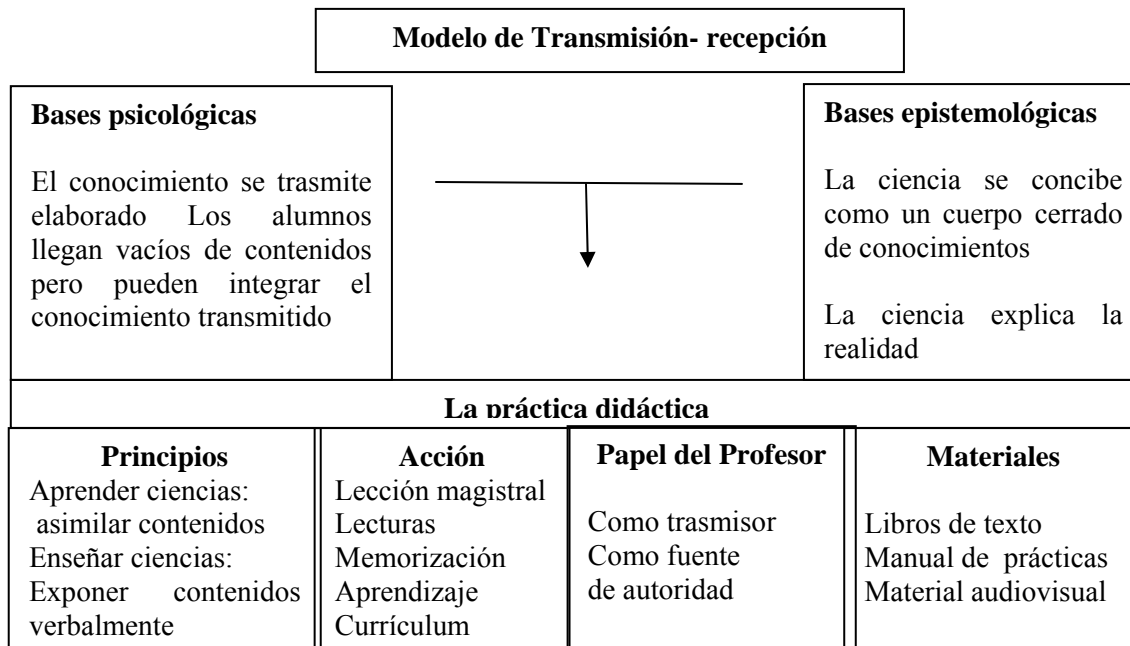 Modelo de Transmisión- recepción
Bases psicológicas
El conocimiento se trasmite
elaborado Los alumnos
llegan vacíos de contenidos
pero pueden integrar el
conocimiento transmitido
Bases epistemológicas
La ciencia se concibe
como un cuerpo cerrado
de conocimientos
La ciencia explica la
realidad
La práctica didáctica
Principios
Aprender ciencias:
asimilar contenidos
Enseñar ciencias:
Exponer contenidos
verbalmente
Acción
Lección magistral
Lecturas
Memorización
Aprendizaje
Currículum
Papel del Profesor
Como trasmisor
Como fuente
de autoridad
Materiales
Libros de texto
Manual de prácticas
Material audiovisual